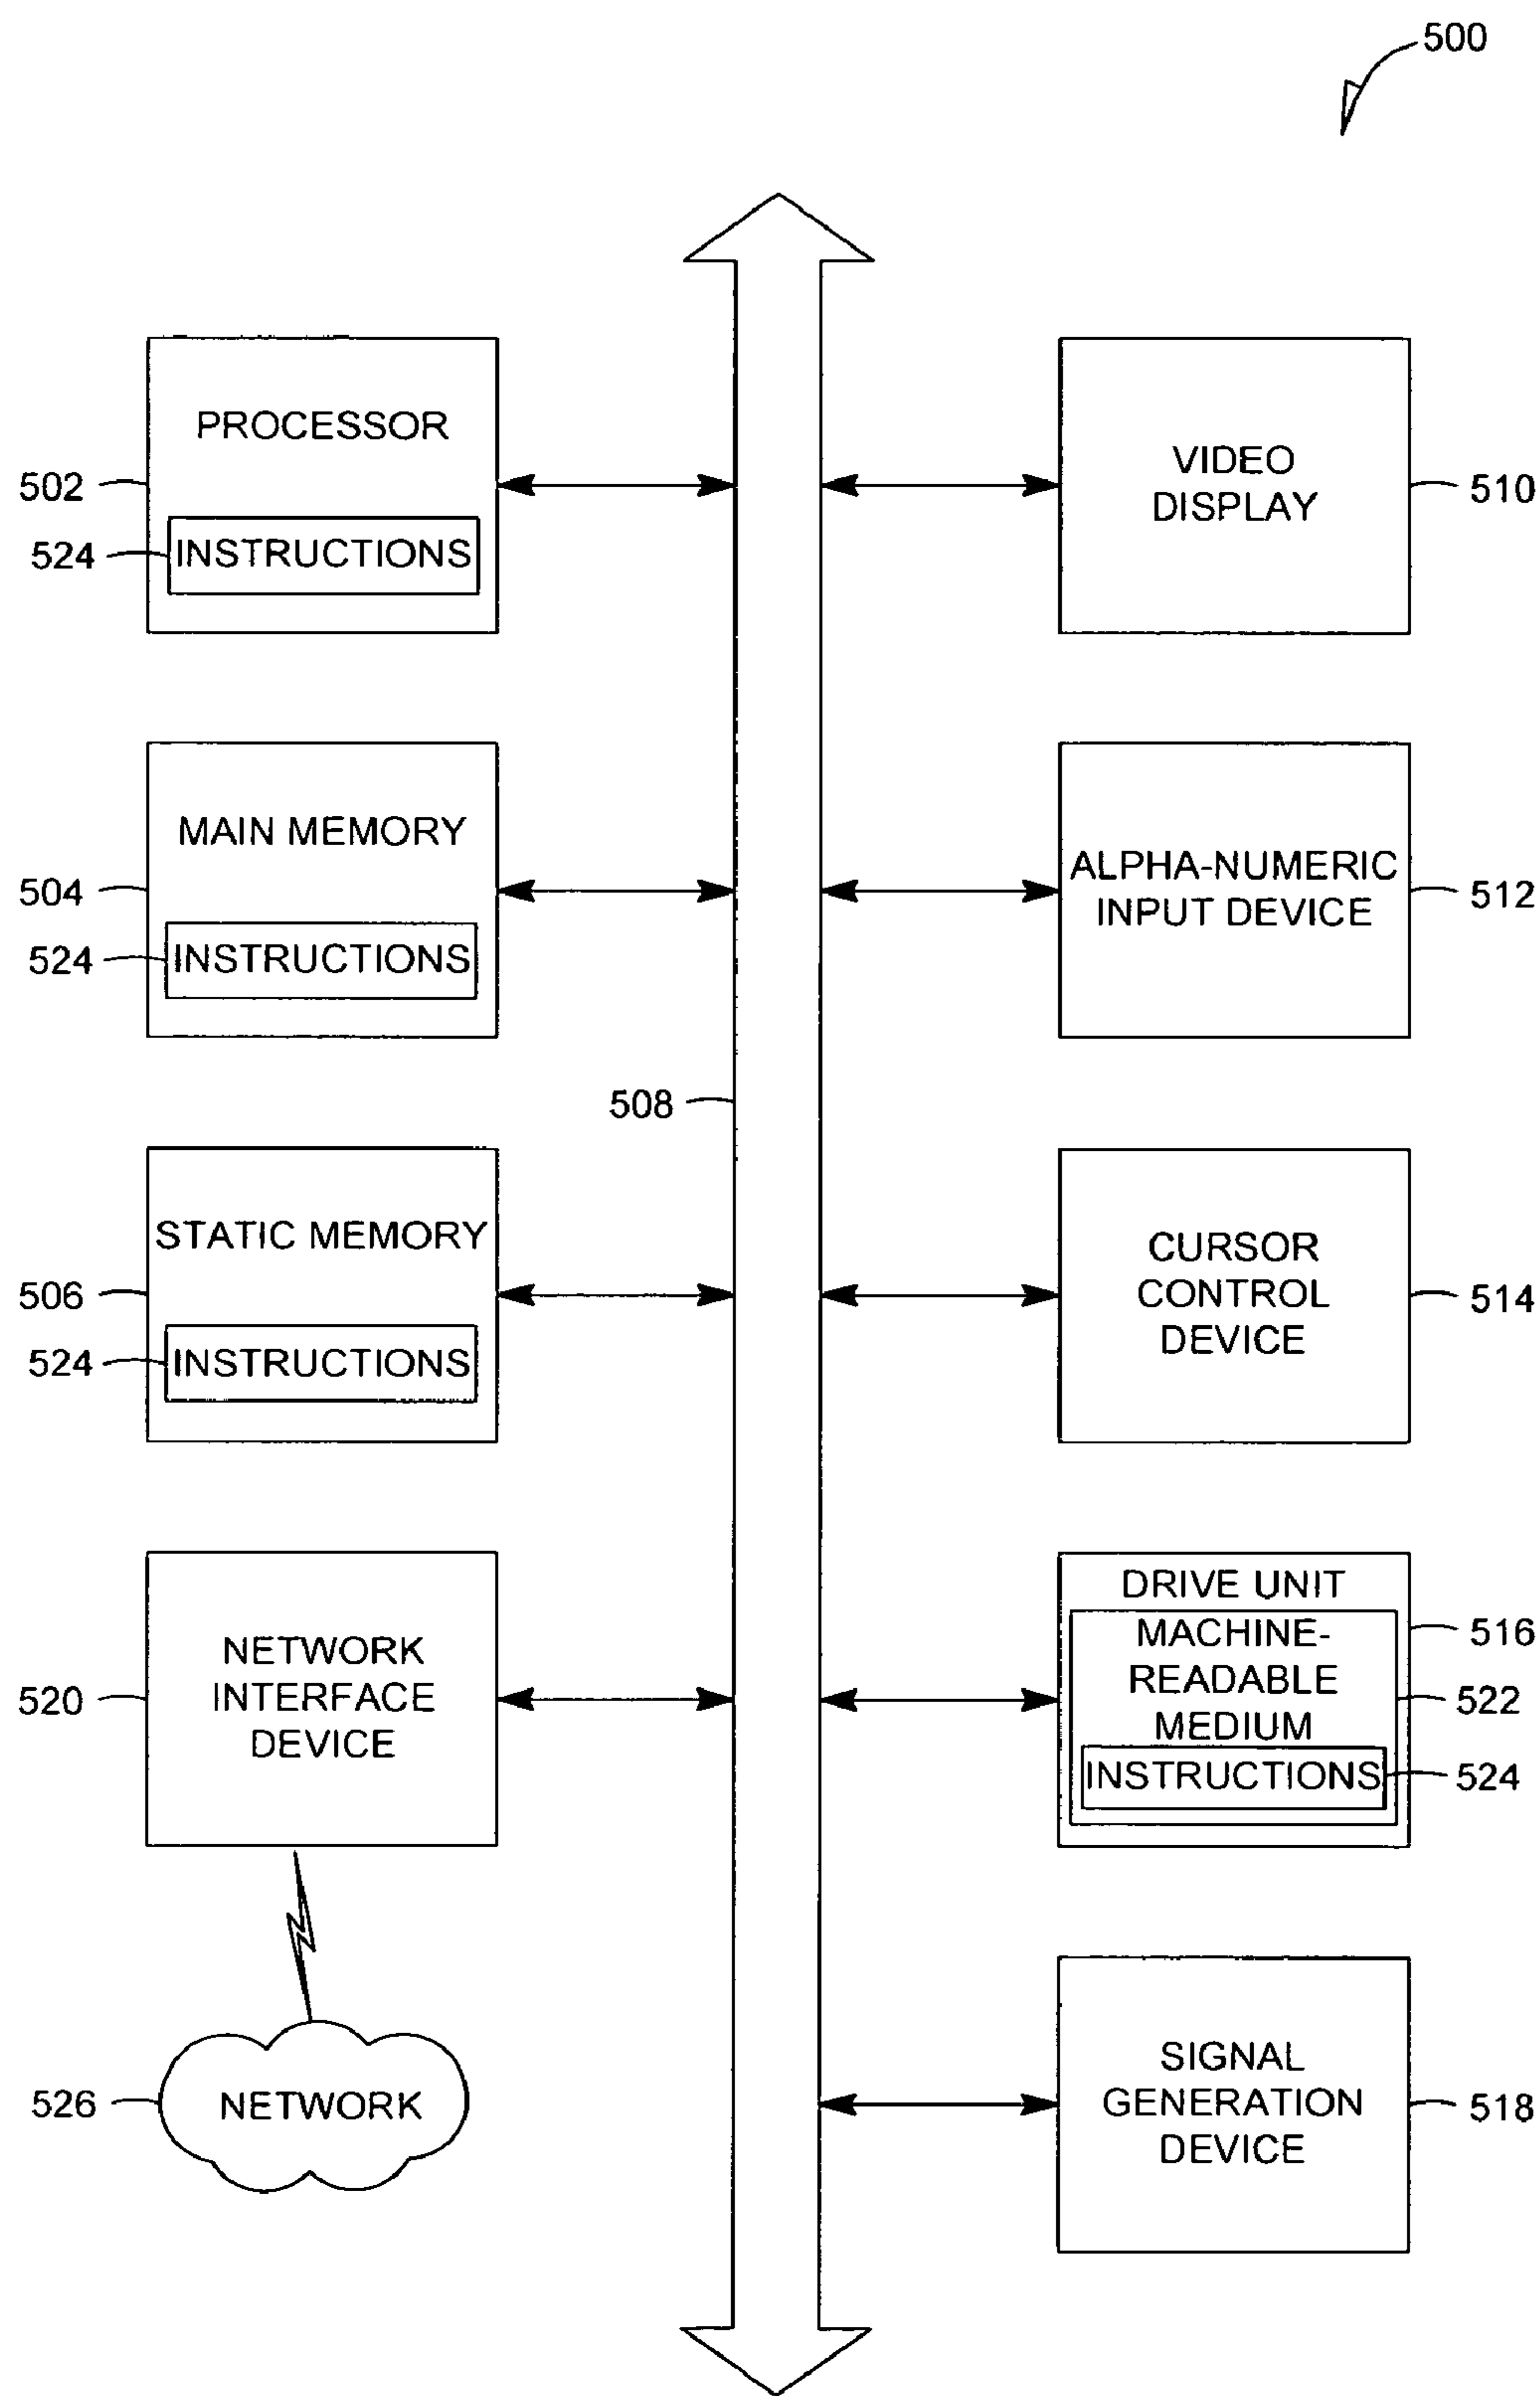 500
PROCESSOR
502
524
INSTRUCTIONS
VIDEO
DISPLAY
510
MAIN MEMORY
504
524
INSTRUCTIONS
ALPHA-NUMERIC
INPUT DEVICE
512
508
STATIC MEMORY
506
524
INSTRUCTIONS
CURSOR
CONTROL
DEVICE
514
NETWORK
INTERFACE
DEVICE
520
DRIVE UNIT
516
MACHINE-
READABLE
MEDIUM
522
INSTRUCTIONS
524
526
NETWORK
SIGNAL
GENERATION
DEVICE
518